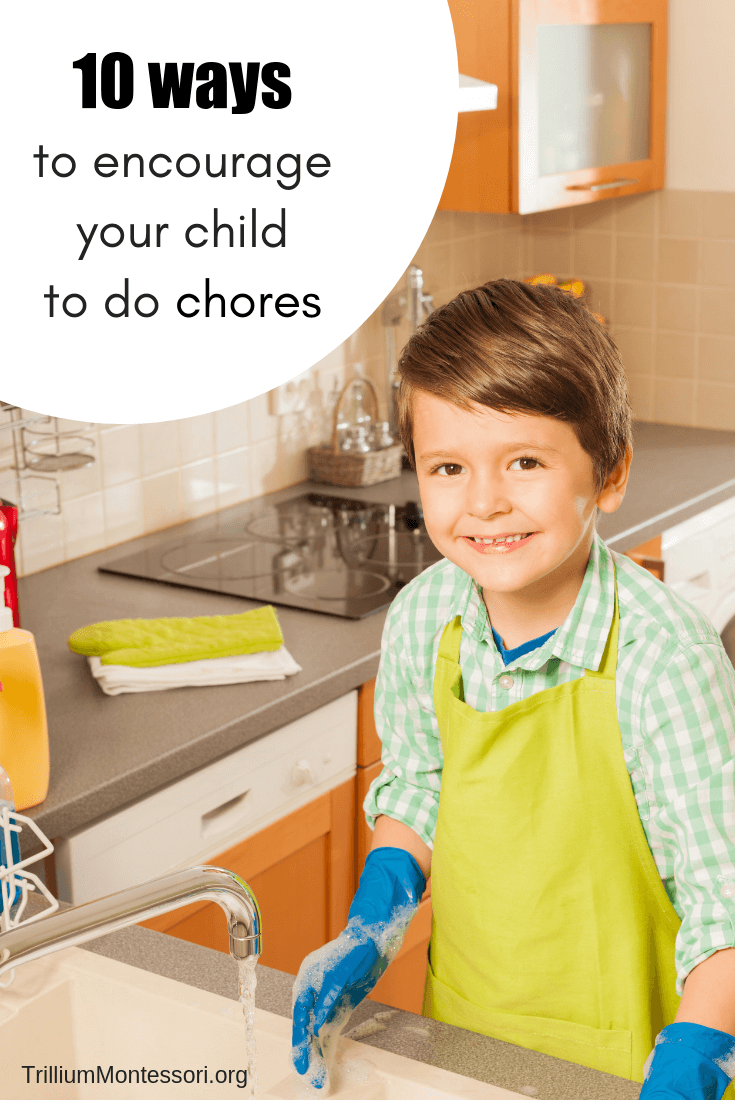 10 ways
to encourage
your child
to do chores
TrilliumMontessori.org